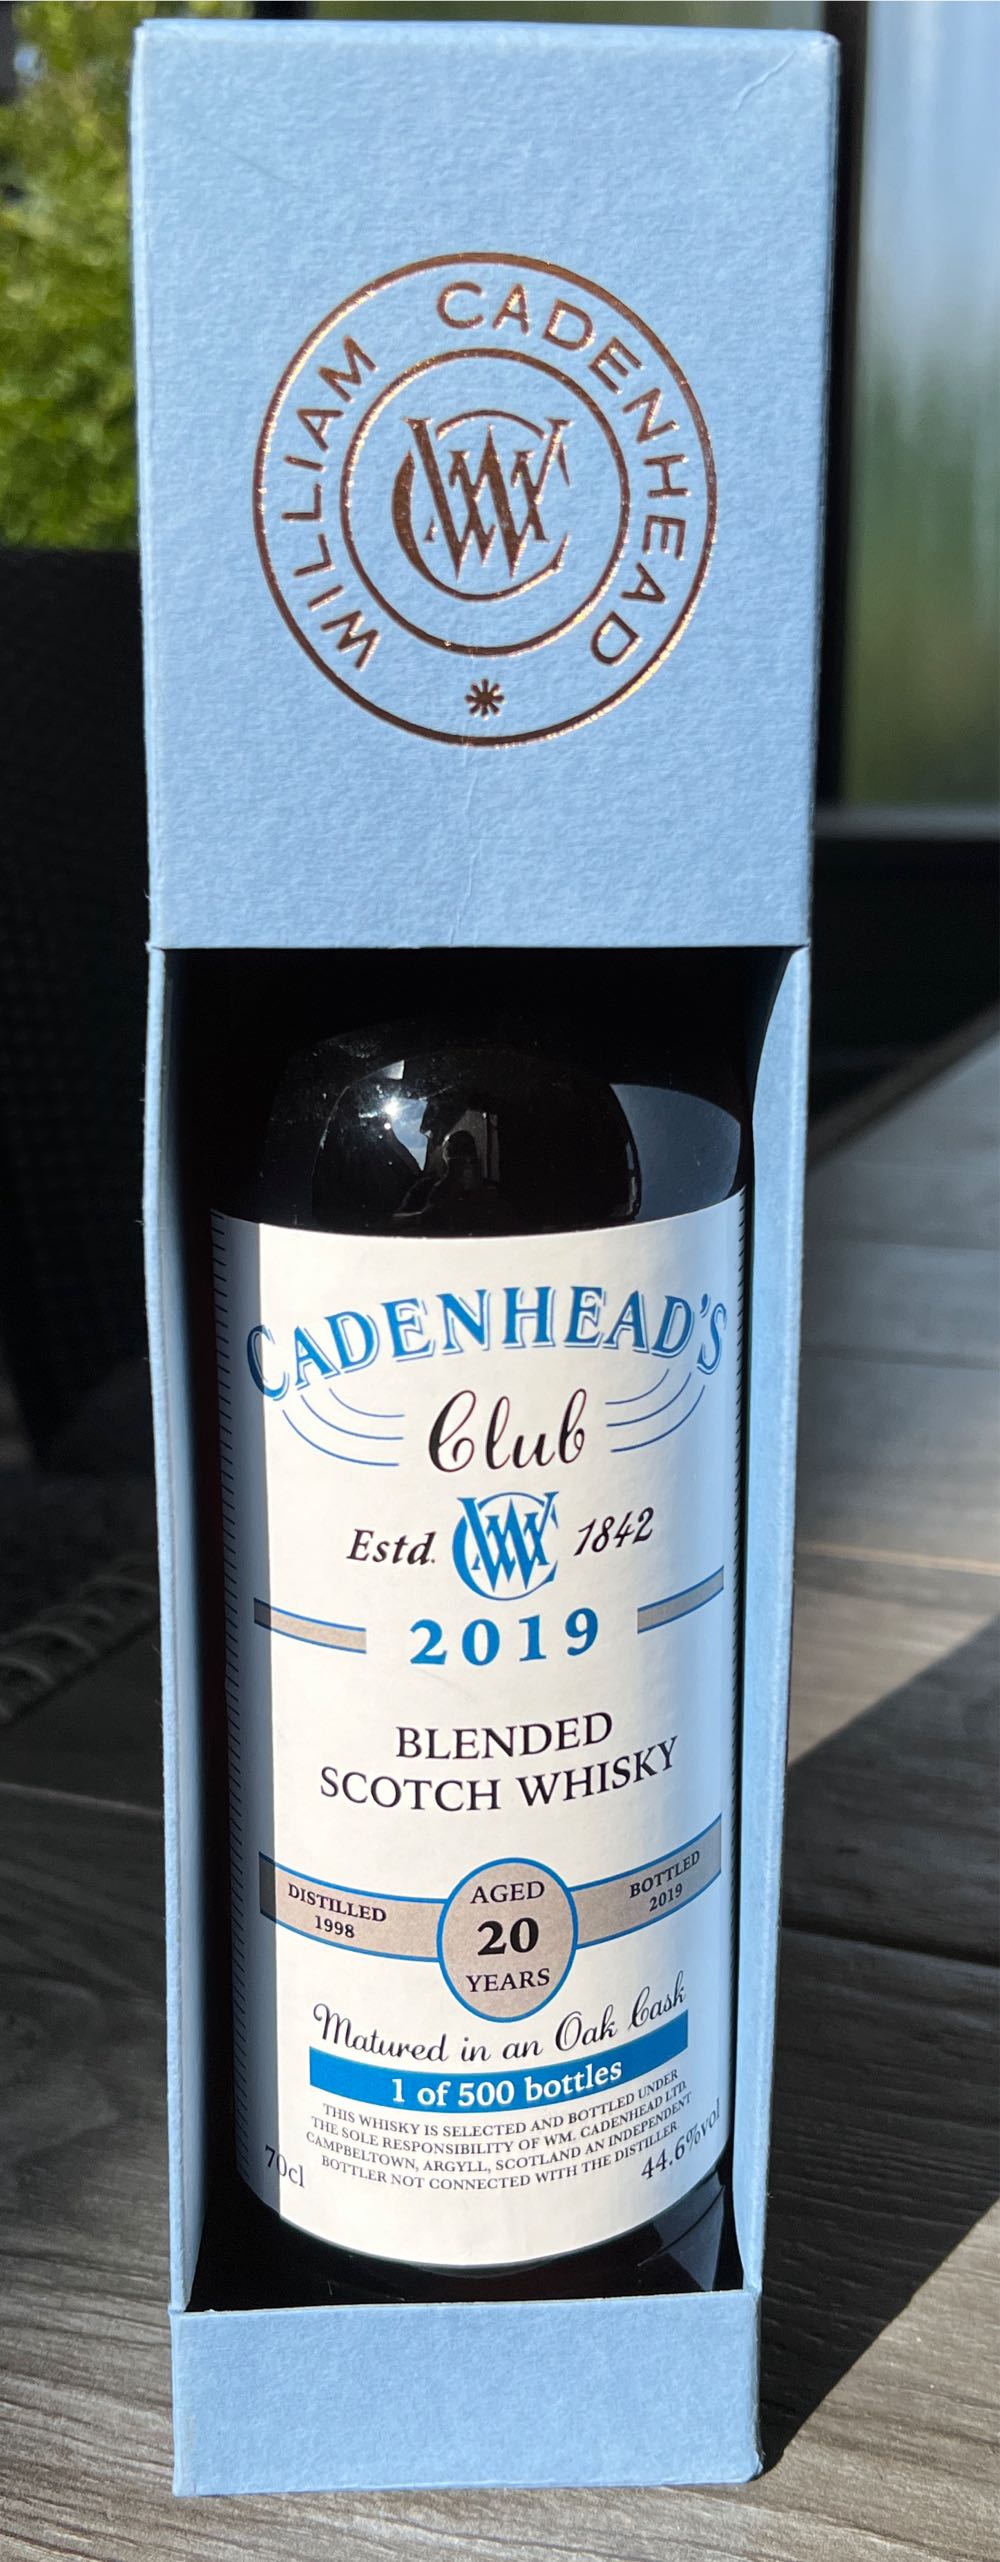 WILLIAM CADENHEAD
WC
CADENHEAD'S
Club
Estd. WC 1842
2019
BLENDED
SCOTCH WHISKY
DISTILLED
1998
AGED
20
YEARS
BOTTLED
2019
Matured in an Oak Cask
1 of 500 bottles
THIS WHISKY IS SELECTED AND BOTTLED UNDER
THE SOLE RESPONSIBILITY OF WM. CADENHEAD LTD.
CAMPBELTOWN, ARGYLL, SCOTLAND AN INDEPENDENT
BOTTLER NOT CONNECTED WITH THE DISTILLER
70cl
44.6%vol